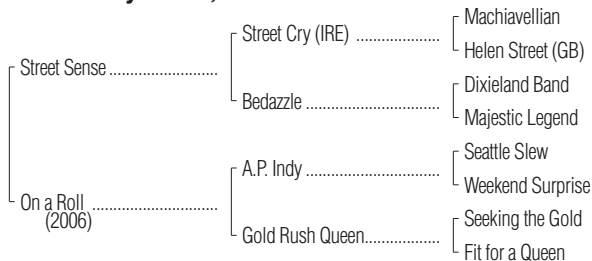 Machiavellian
Street Cry (IRE) ..................
Helen Street (GB)
Street Sense ........................
Dixieland Band
Bedazzle .............................
Majestic Legend
Seattle Slew
A.P. Indy .............................
Weekend Surprise
On a Roll ...........................
(2006)
Seeking the Gold
Gold Rush Queen................
Fit for a Queen